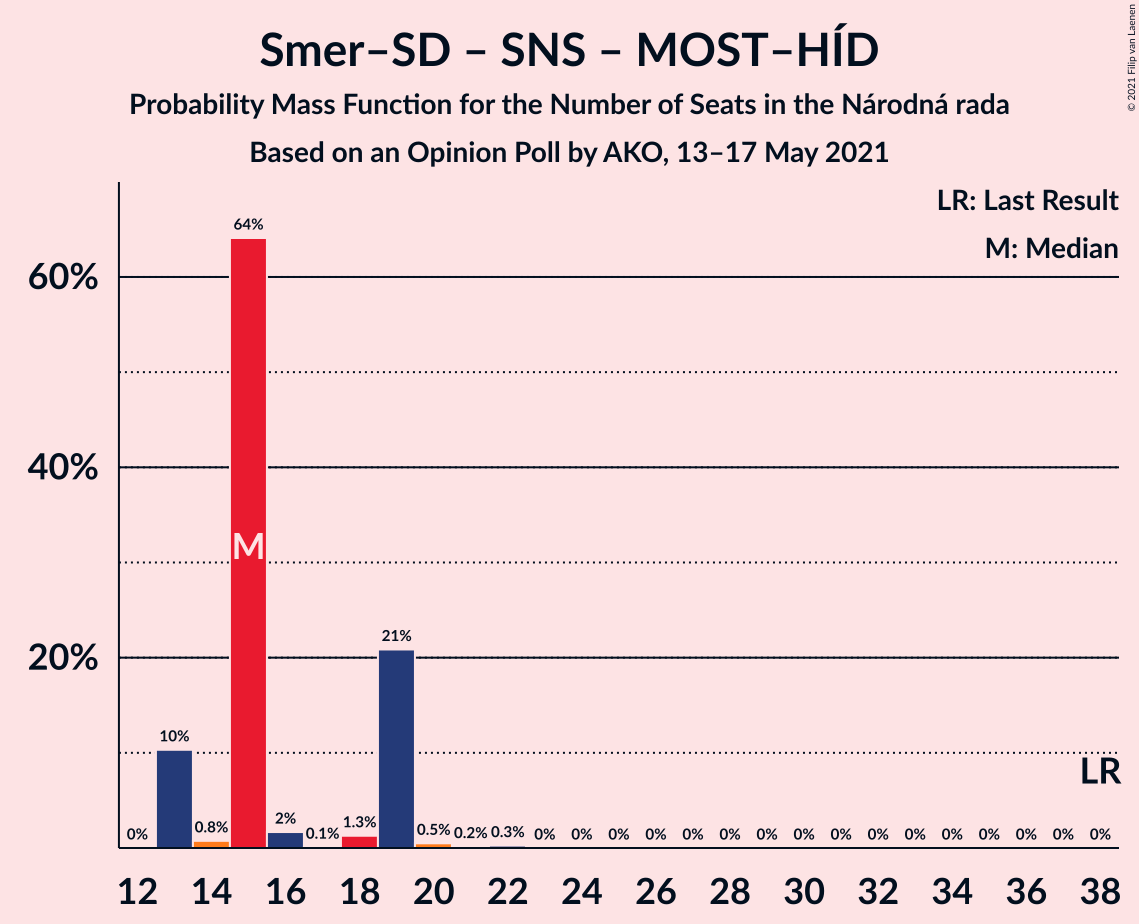 Smer–SD – SNS – MOST–HÍD
Probability Mass Function for the Number of Seats in the Národná rada
Based on an Opinion Poll by AKO, 13–17 May 2021
© 2021 Filip van Laenen
LR: Last Result
M: Median
60%
40%
20%
64%
M
21%
10%
LR
0% 0.8% 2% 0.1% 1.3% 0.5% 0.2% 0.3% 0% 0% 0% 0% 0% 0% 0% 0% 0% 0% 0% 0% 0% 0% 0% 0%
12 14 16 18 20 22 24 26 28 30 32 34 36 38